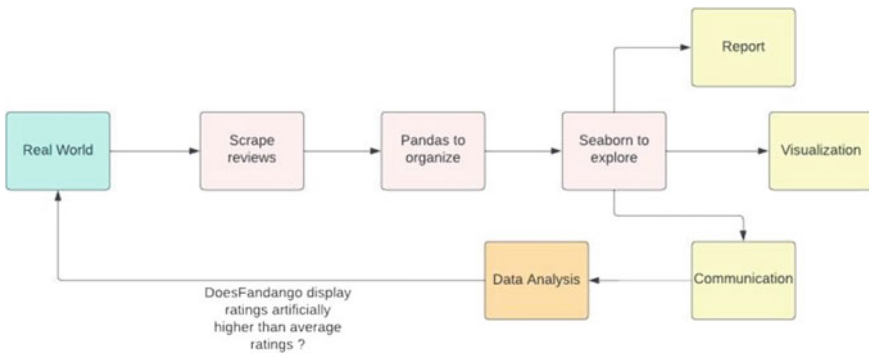 Report
Real World
Scrape
reviews
Pandas to
organize
Seaborn to
explore
Visualization
Data Analysis
Communication
DoesFandango display
ratings artificially
higher than average
ratings ?